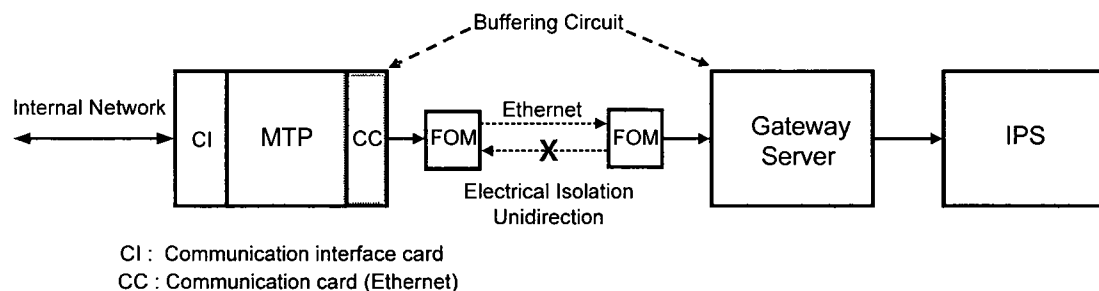 Buffering Circuit
Internal Network
CI
MTP
CC
FOM
Ethernet
X
FOM
Gateway
Server
IPS
Electrical Isolation
Unidirection
CI : Communication interface card
CC : Communication card (Ethernet)